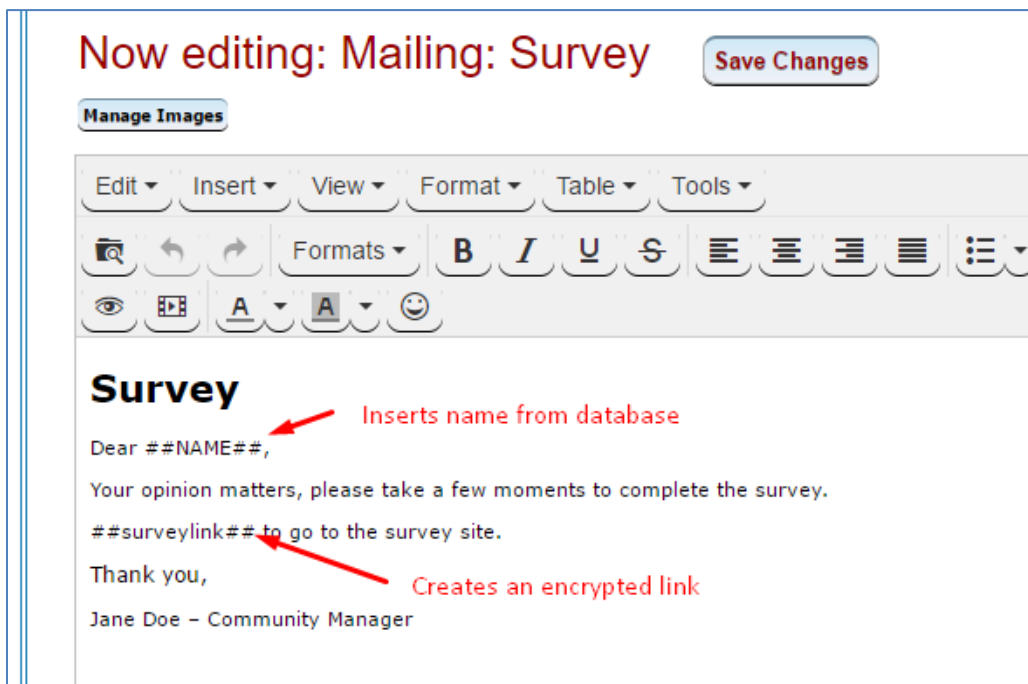 Now editing: Mailing: Survey Save Changes
Manage Images
Edit Insert View Format Table Tools
Formats B I U S
A A
Survey
Inserts name from database
Dear ##NAME##,
Your opinion matters, please take a few moments to complete the survey.
##surveylink## to go to the survey site.
Thank you,
Creates an encrypted link
Jane Doe – Community Manager